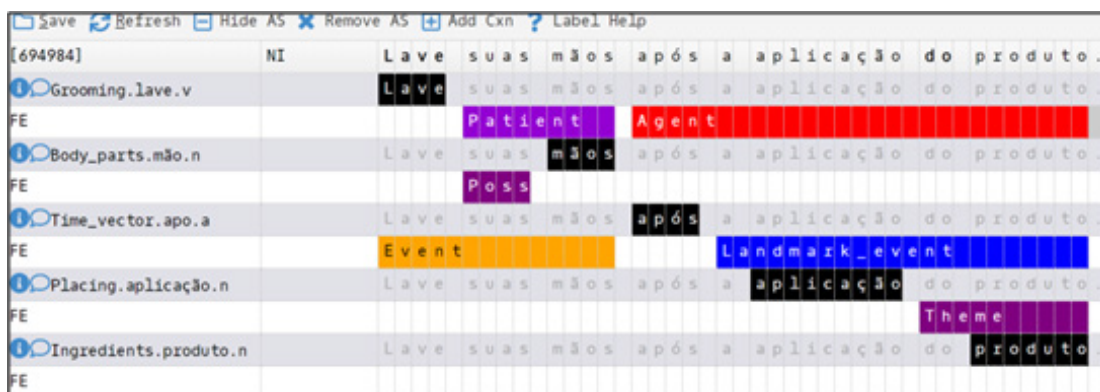 Save Refresh Hide AS Remove AS Add Cxn ? Label Help
[694984] NI Lave suas mãos após a aplicação do produto.
Grooming.lave.v Lave suas mãos após a aplicação do produto.
FE Patient Agent
Body_parts.mão.n Lave suas mãos após a aplicação do produto.
FE Poss
Time_vector.apo.a Lave suas mãos após a aplicação do produto.
FE Event Landmark_event
Placing.aplicação.n Lave suas mãos após a aplicação do produto.
FE Theme
Ingredients.produto.n Lave suas mãos após a aplicação do produto.
FE